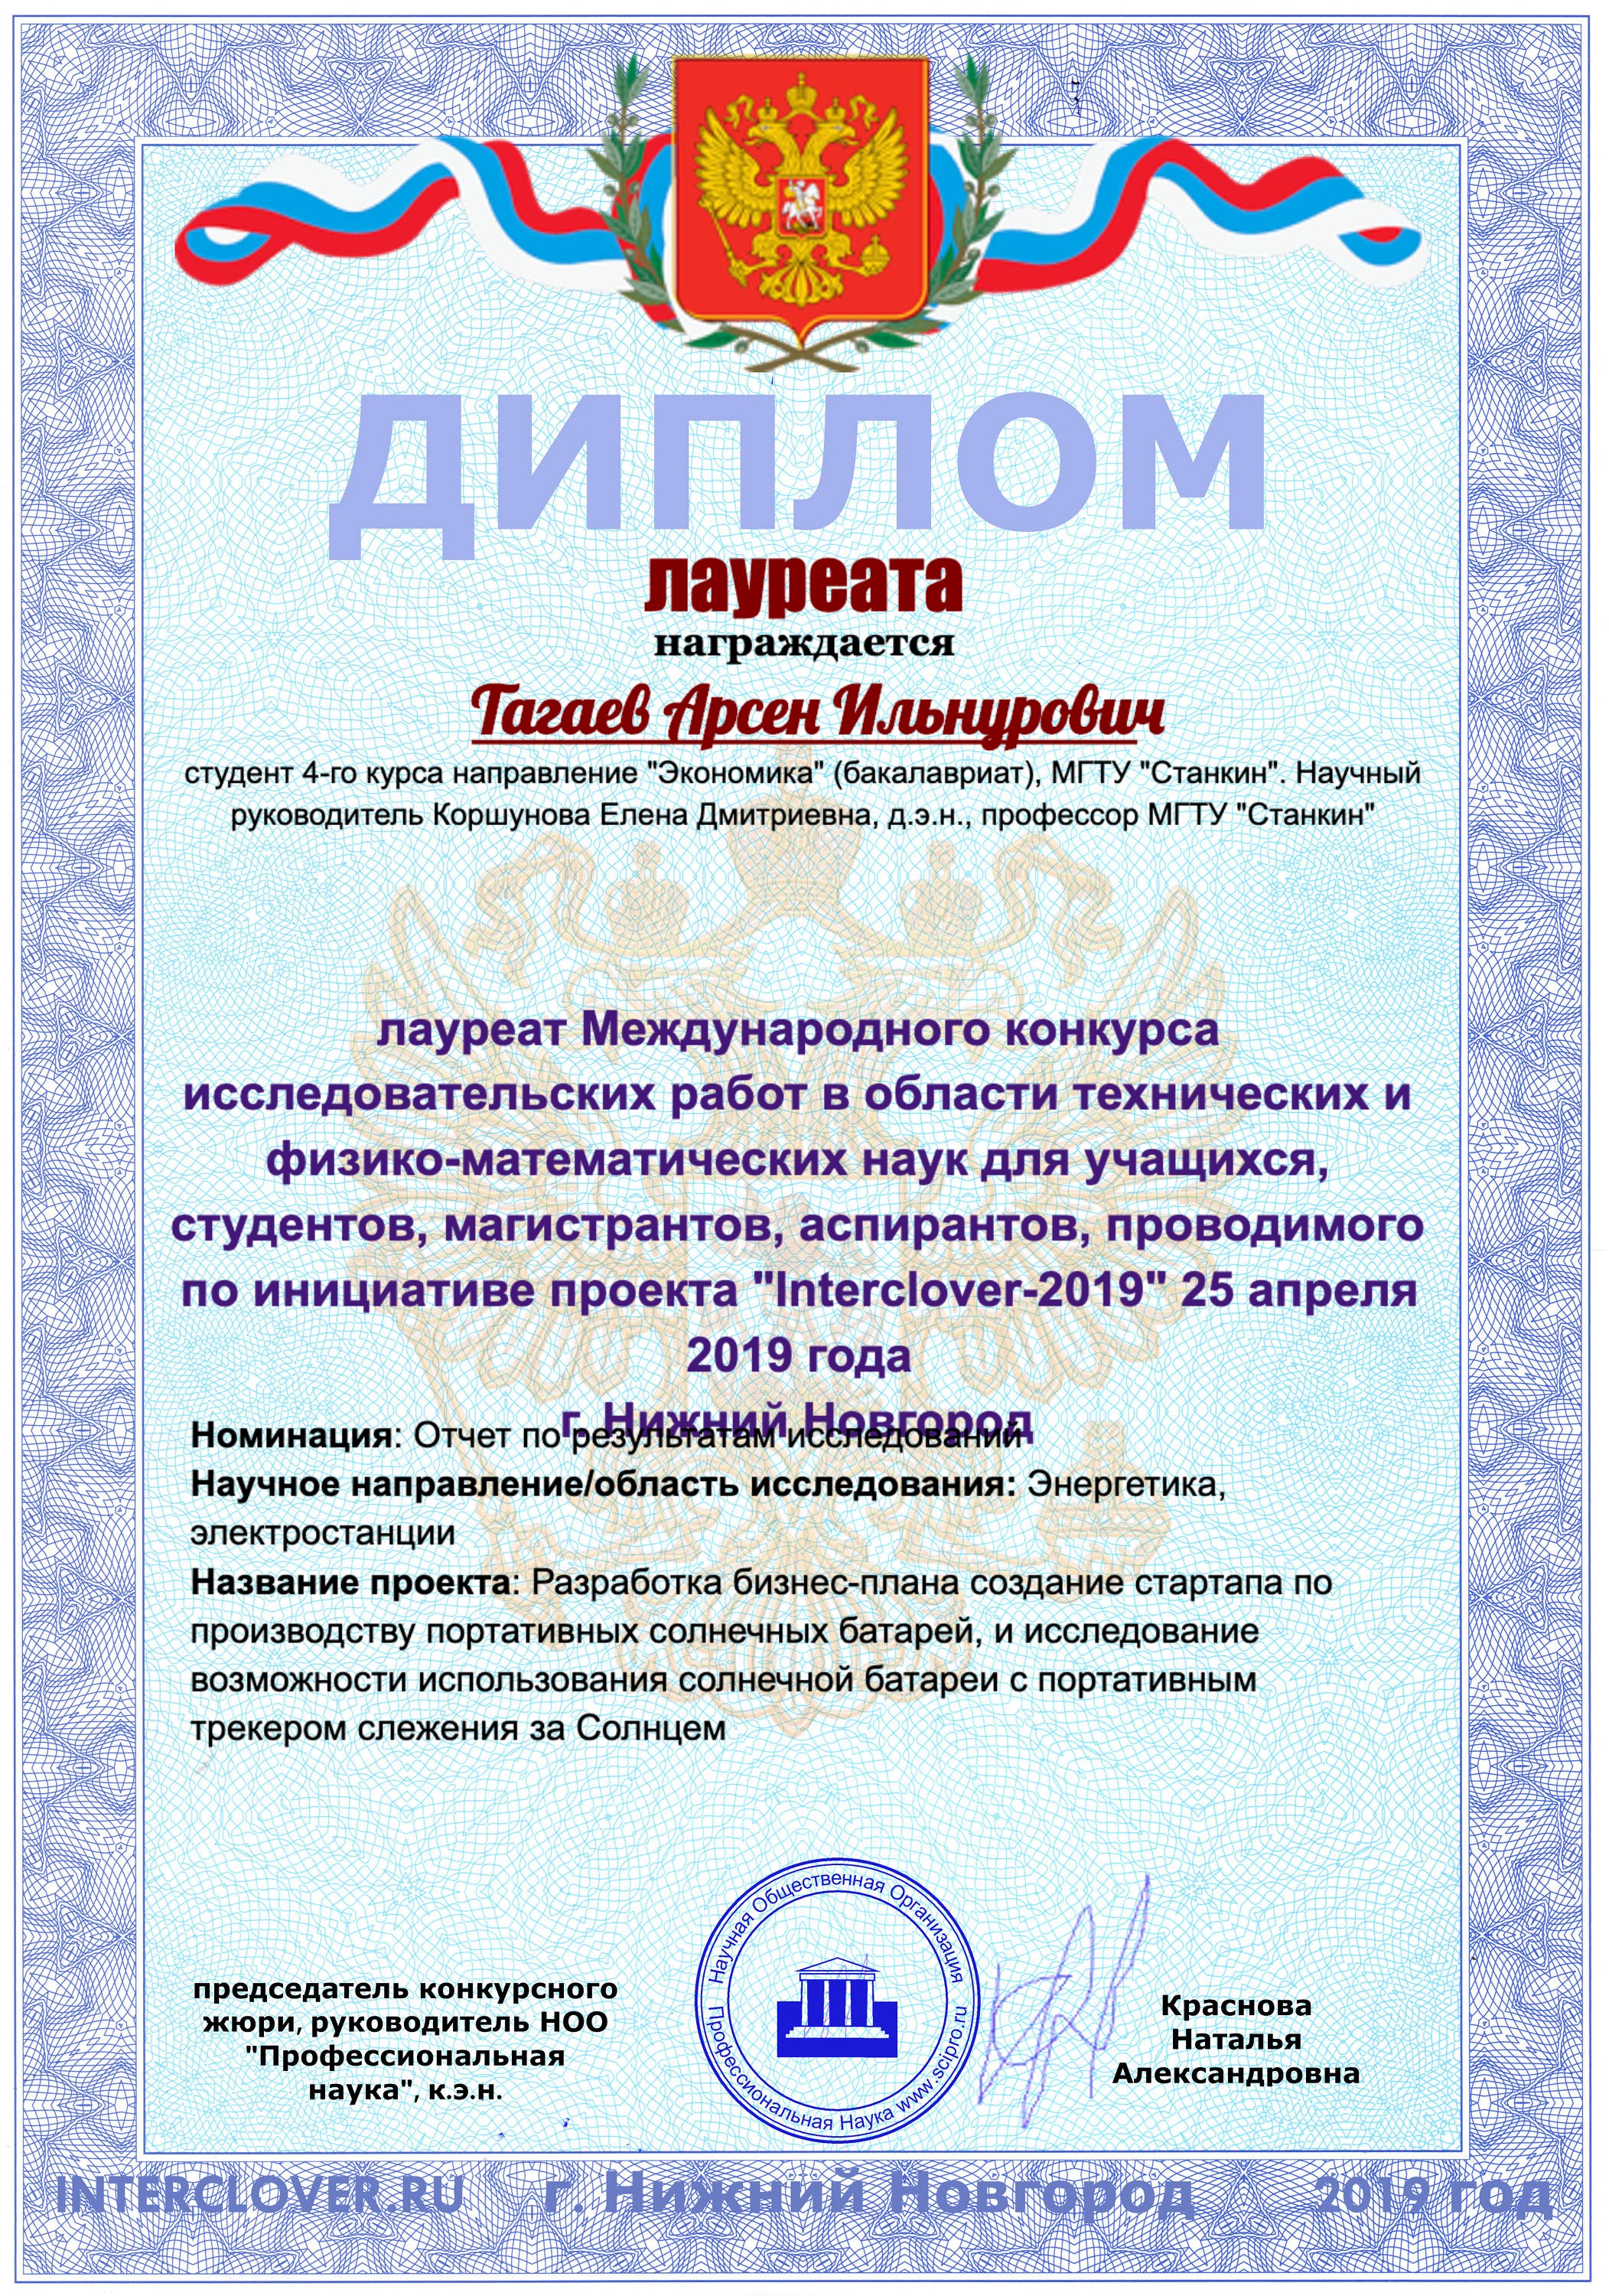 ДИПЛОМ
лауреата
награждается
Тагаев Арсен Ильнурович
студент 4-го курса направление "Экономика" (бакалавриат), МГТУ "Станкин". Научный
руководитель Коршунова Елена Дмитриевна, д.э.н., профессор МГТУ "Станкин"
лауреат Международного конкурса
исследовательских работ в области технических и
физико-математических наук для учащихся,
студентов, магистрантов, аспирантов, проводимого
по инициативе проекта "Interclover-2019" 25 апреля
2019 года
г. Нижний Новгород
Номинация: Отчет по результатам исследований
Научное направление/область исследования: Энергетика,
электростанции
Название проекта: Разработка бизнес-плана создание стартапа по
производству портативных солнечных батарей, и исследование
возможности использования солнечной батареи с портативным
трекером слежения за Солнцем
председатель конкурсного
жюри, руководитель НОО
"Профессиональная
наука", к.э.н.
Научная Общественная Организация
Профессиональная Наука www.scipro.ru
Краснова
Наталья
Александровна
INTERCLOVER.RU г. Нижний Новгород 2019 год